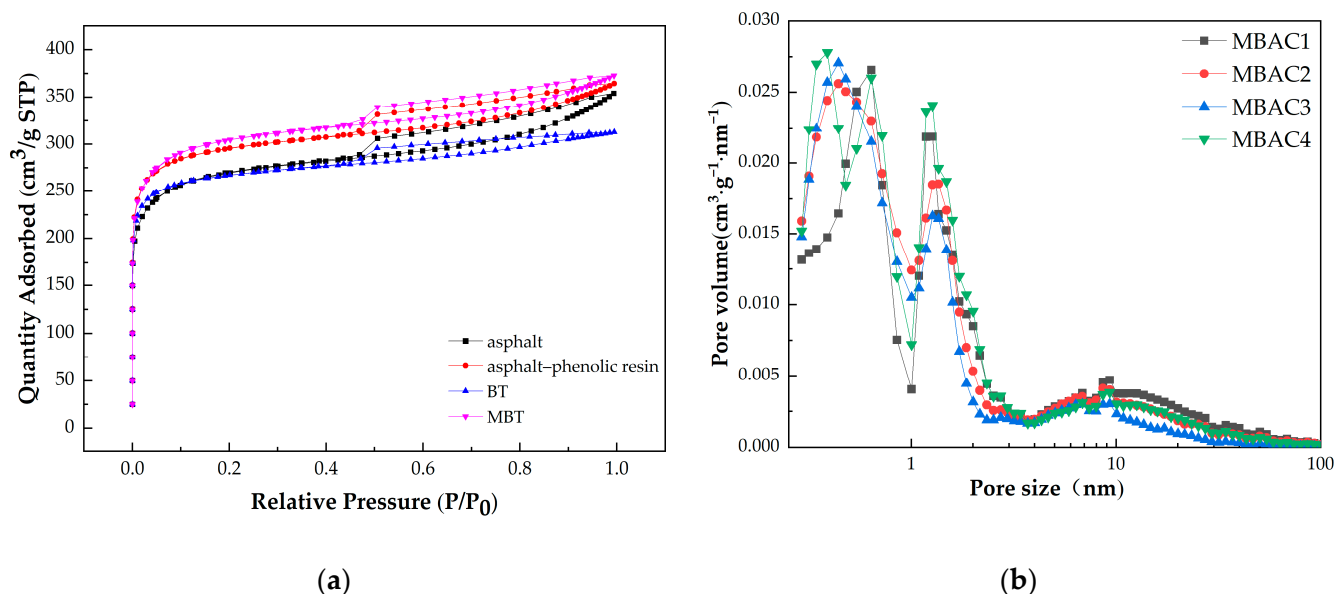 Quantity Adsorbed (cm³/g STP)
400
350
300
250
200
150
100
50
0
asphalt
asphalt–phenolic resin
BT
MBT
0.0 0.2 0.4 0.6 0.8 1.0
Relative Pressure (P/P₀)
(a)
Pore volume(cm³·g⁻¹·nm⁻¹)
0.030
0.025
0.020
0.015
0.010
0.005
0.000
MBAC1
MBAC2
MBAC3
MBAC4
1 10 100
Pore size（nm)
(b)